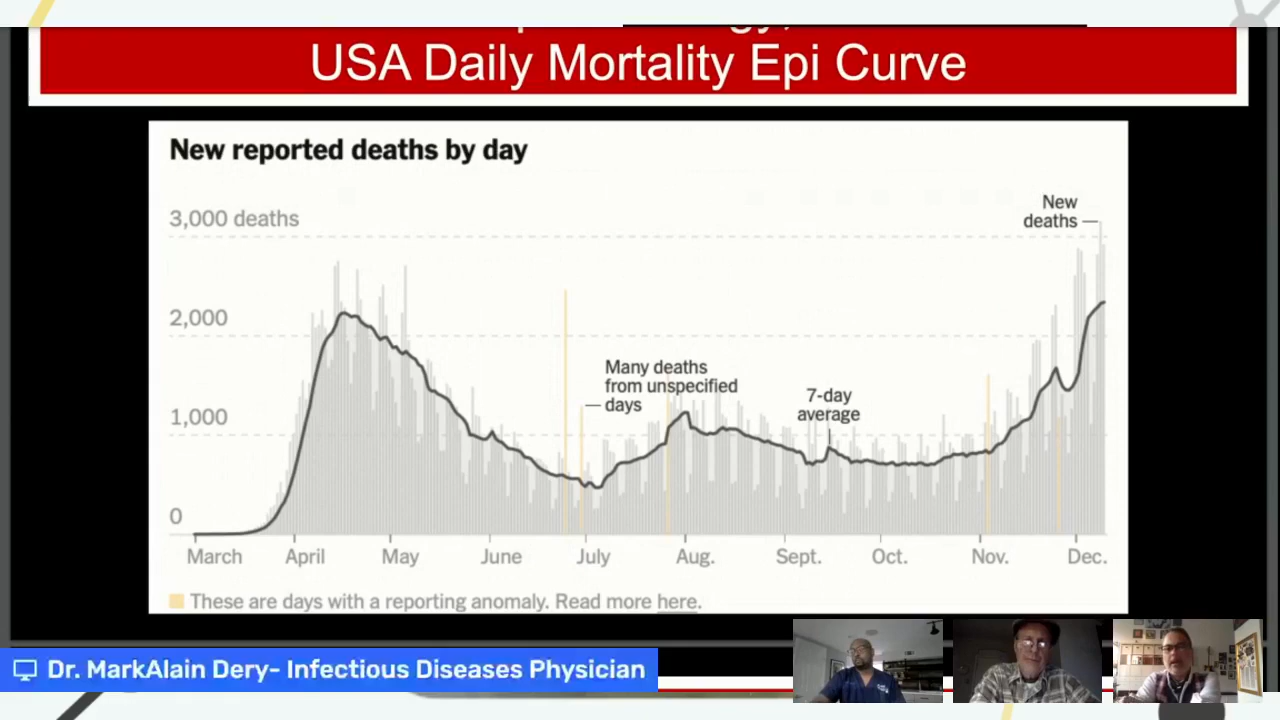 USA Daily Mortality Epi Curve
New reported deaths by day
New
deaths
3,000 deaths
2,000
Many deaths
from unspecified
days
7-day
average
1,000
0
March April May June July Aug. Sept. Oct. Nov. Dec.
These are days with a reporting anomaly. Read more here.
Dr. MarkAlain Dery- Infectious Diseases Physician